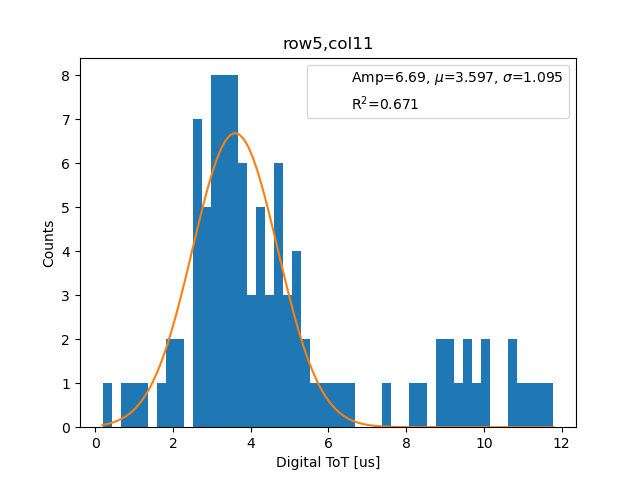 row5,col11
Amp=6.69, μ=3.597, σ=1.095
R²=0.671
Counts
8
7
6
5
4
3
2
1
0
0 2 4 6 8 10 12
Digital ToT [us]